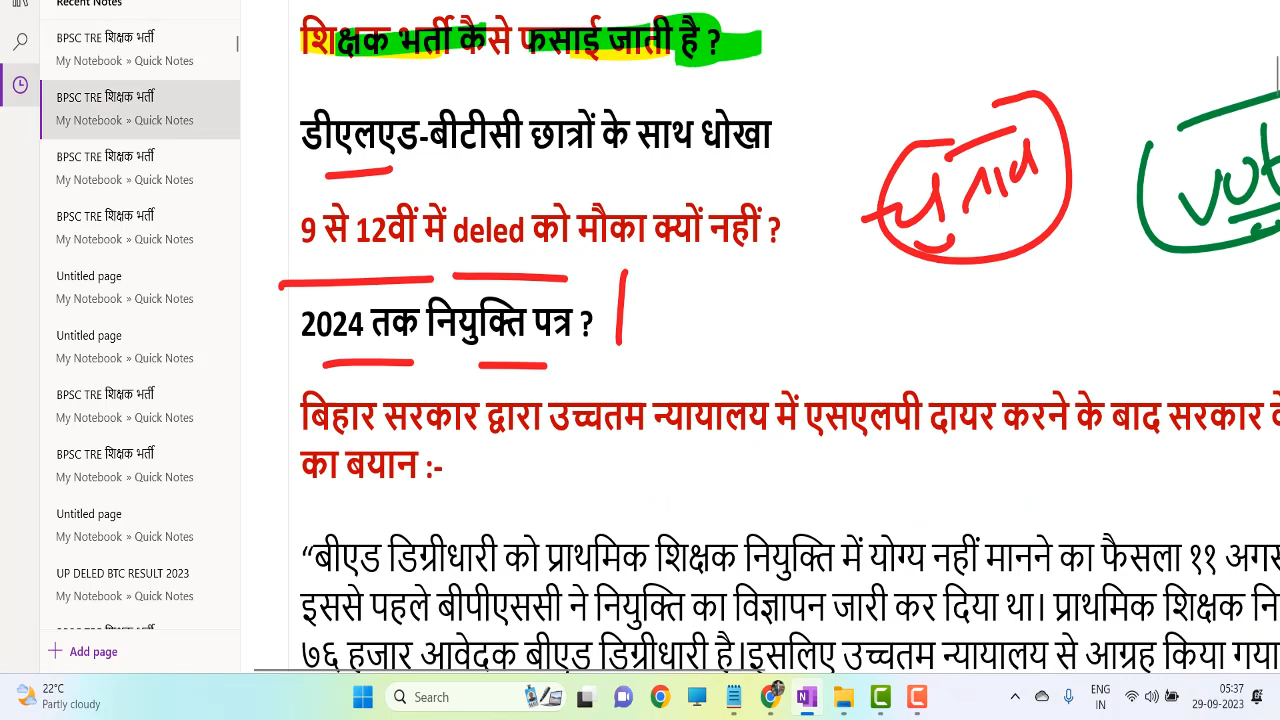 Recent Notes
BPSC TRE शिक्षक भर्ती
My Notebook » Quick Notes
BPSC TRE शिक्षक भर्ती
My Notebook » Quick Notes
BPSC TRE शिक्षक भर्ती
My Notebook » Quick Notes
BPSC TRE शिक्षक भर्ती
My Notebook » Quick Notes
Untitled page
My Notebook » Quick Notes
Untitled page
My Notebook » Quick Notes
BPSC TRE शिक्षक भर्ती
My Notebook » Quick Notes
BPSC TRE शिक्षक भर्ती
My Notebook » Quick Notes
Untitled page
My Notebook » Quick Notes
UP DELED BTC RESULT 2023
My Notebook » Quick Notes
Add page
शिक्षक भर्ती कैसे फसाई जाती है ?
डीएलएड-बीटीसी छात्रों के साथ धोखा
9 से 12वीं में deled को मौका क्यों नहीं ?
2024 तक नियुक्ति पत्र ?
चुनाव
बिहार सरकार द्वारा उच्चतम न्यायालय में एसएलपी दायर करने के बाद सरकार
का बयान :-
“बीएड डिग्रीधारी को प्राथमिक शिक्षक नियुक्ति में योग्य नहीं मानने का फैसला ११
इससे पहले बीपीएससी ने नियुक्ति का विज्ञापन जारी कर दिया था। प्राथमिक शिक्षक
७६ हजार आवेदक बीएड डिग्रीधारी है।इसलिए उच्चतम न्यायालय से आग्रह किया गया
22°C
Partly cloudy
Search
ENG
IN
05:37
29-09-2023